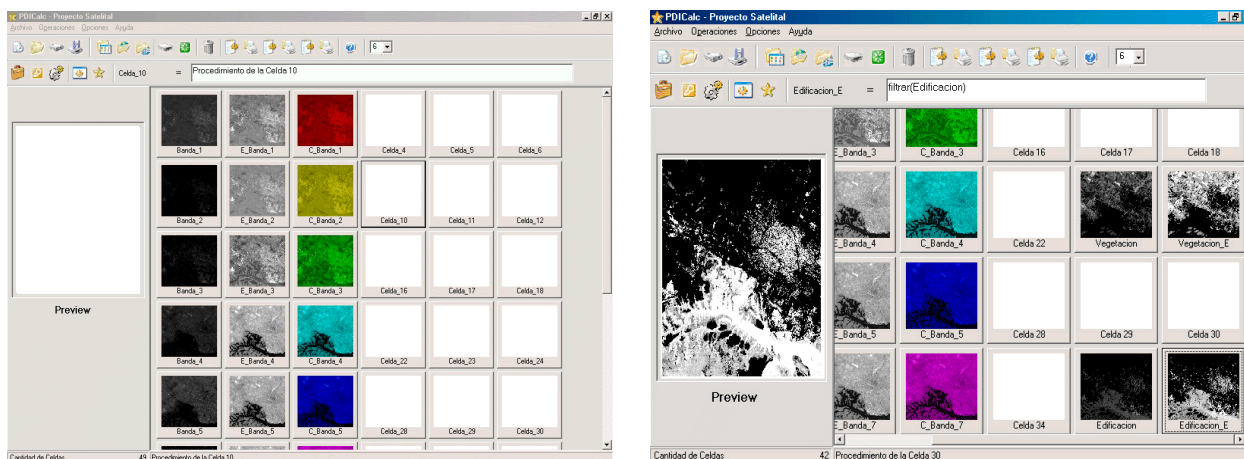 PDICalc - Proyecto Satelital
Archivo Operaciones Opciones Ayuda
6
Celda_10 = Procedimiento de la Celda 10
Banda_1 E_Banda_1 C_Banda_1 Celda_4 Celda_5 Celda_6
Banda_2 E_Banda_2 C_Banda_2 Celda_10 Celda_11 Celda_12
Banda_3 E_Banda_3 C_Banda_3 Celda_16 Celda_17 Celda_18
Preview
Banda_4 E_Banda_4 C_Banda_4 Celda_22 Celda_23 Celda_24
Banda_5 E_Banda_5 C_Banda_5 Celda_28 Celda_29 Celda_30
Cantidad de Celdas 49 Procedimiento de la Celda 10
PDICalc - Proyecto Satelital
Archivo Operaciones Opciones Ayuda
6
Edificacion_E = filtrar(Edificacion)
E_Banda_3 C_Banda_3 Celda 16 Celda 17 Celda 18
E_Banda_4 C_Banda_4 Celda 22 Vegetacion Vegetacion_E
E_Banda_5 C_Banda_5 Celda 28 Celda 29 Celda 30
Preview
E_Banda_7 C_Banda_7 Celda 34 Edificacion Edificacion_E
Cantidad de Celdas 42 Procedimiento de la Celda 30